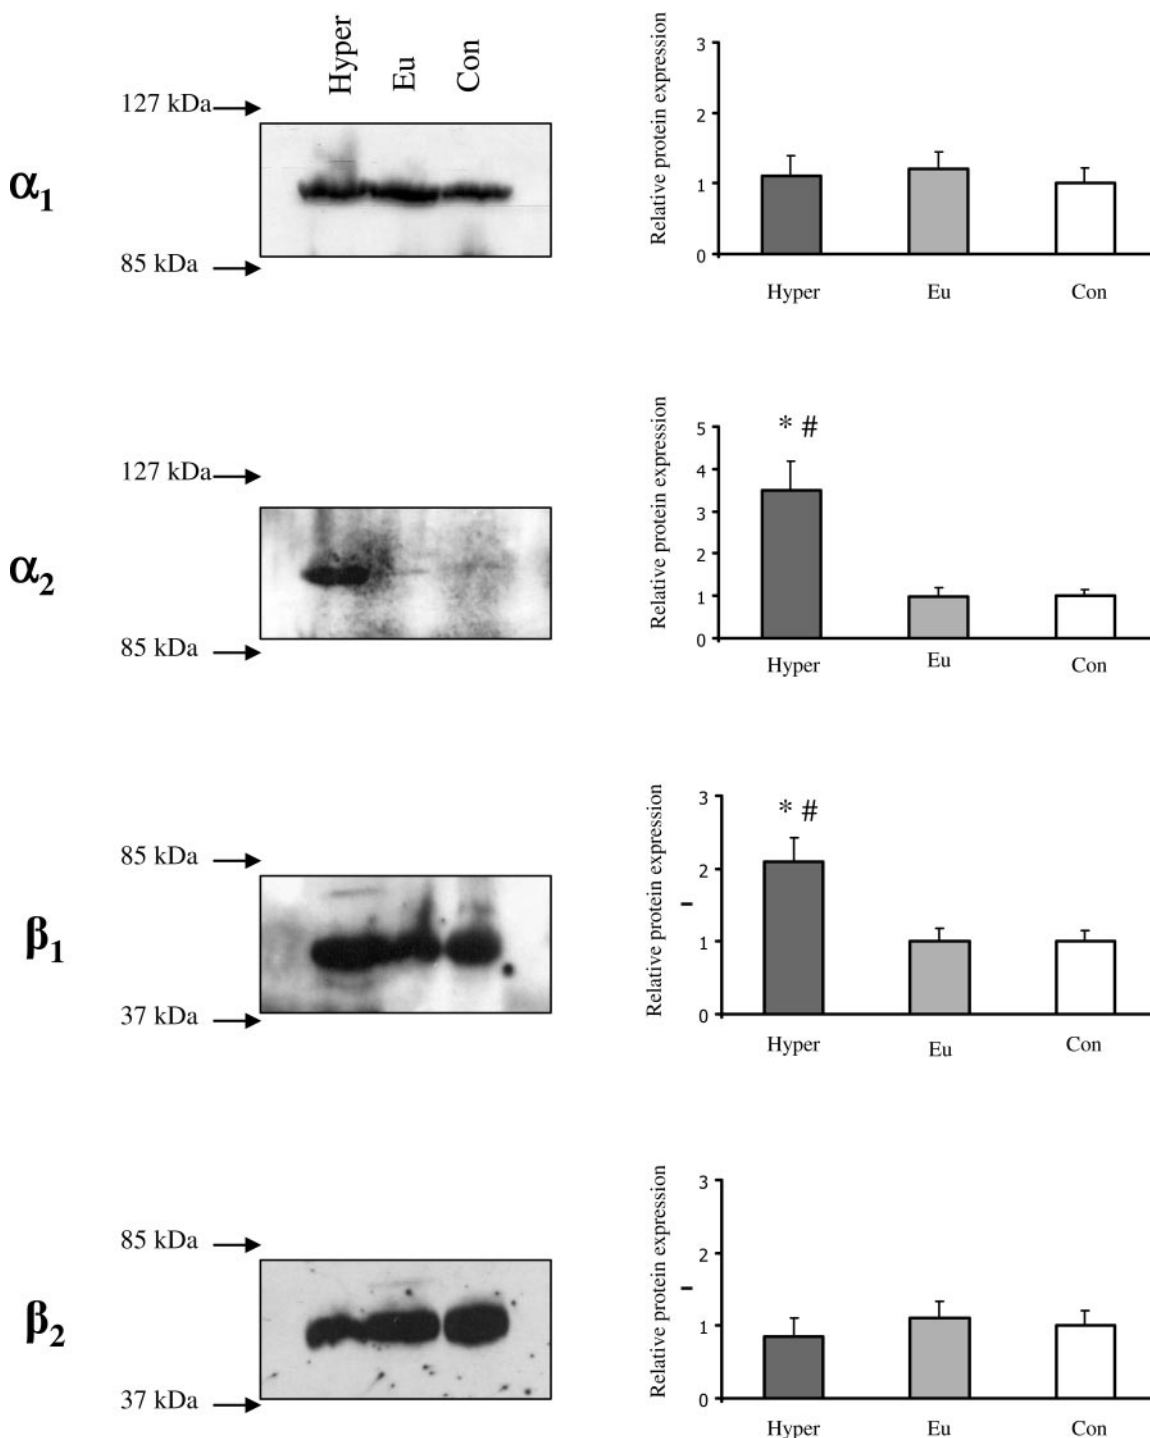 Hyper Eu Con
127 kDa
α1
85 kDa
Relative protein expression
3
2
1
0
Hyper Eu Con
127 kDa
α2
85 kDa
Relative protein expression
* #
5
4
3
2
1
0
Hyper Eu Con
85 kDa
β1
37 kDa
Relative protein expression
* #
3
2
1
0
Hyper Eu Con
85 kDa
β2
37 kDa
Relative protein expression
3
2
1
0
Hyper Eu Con